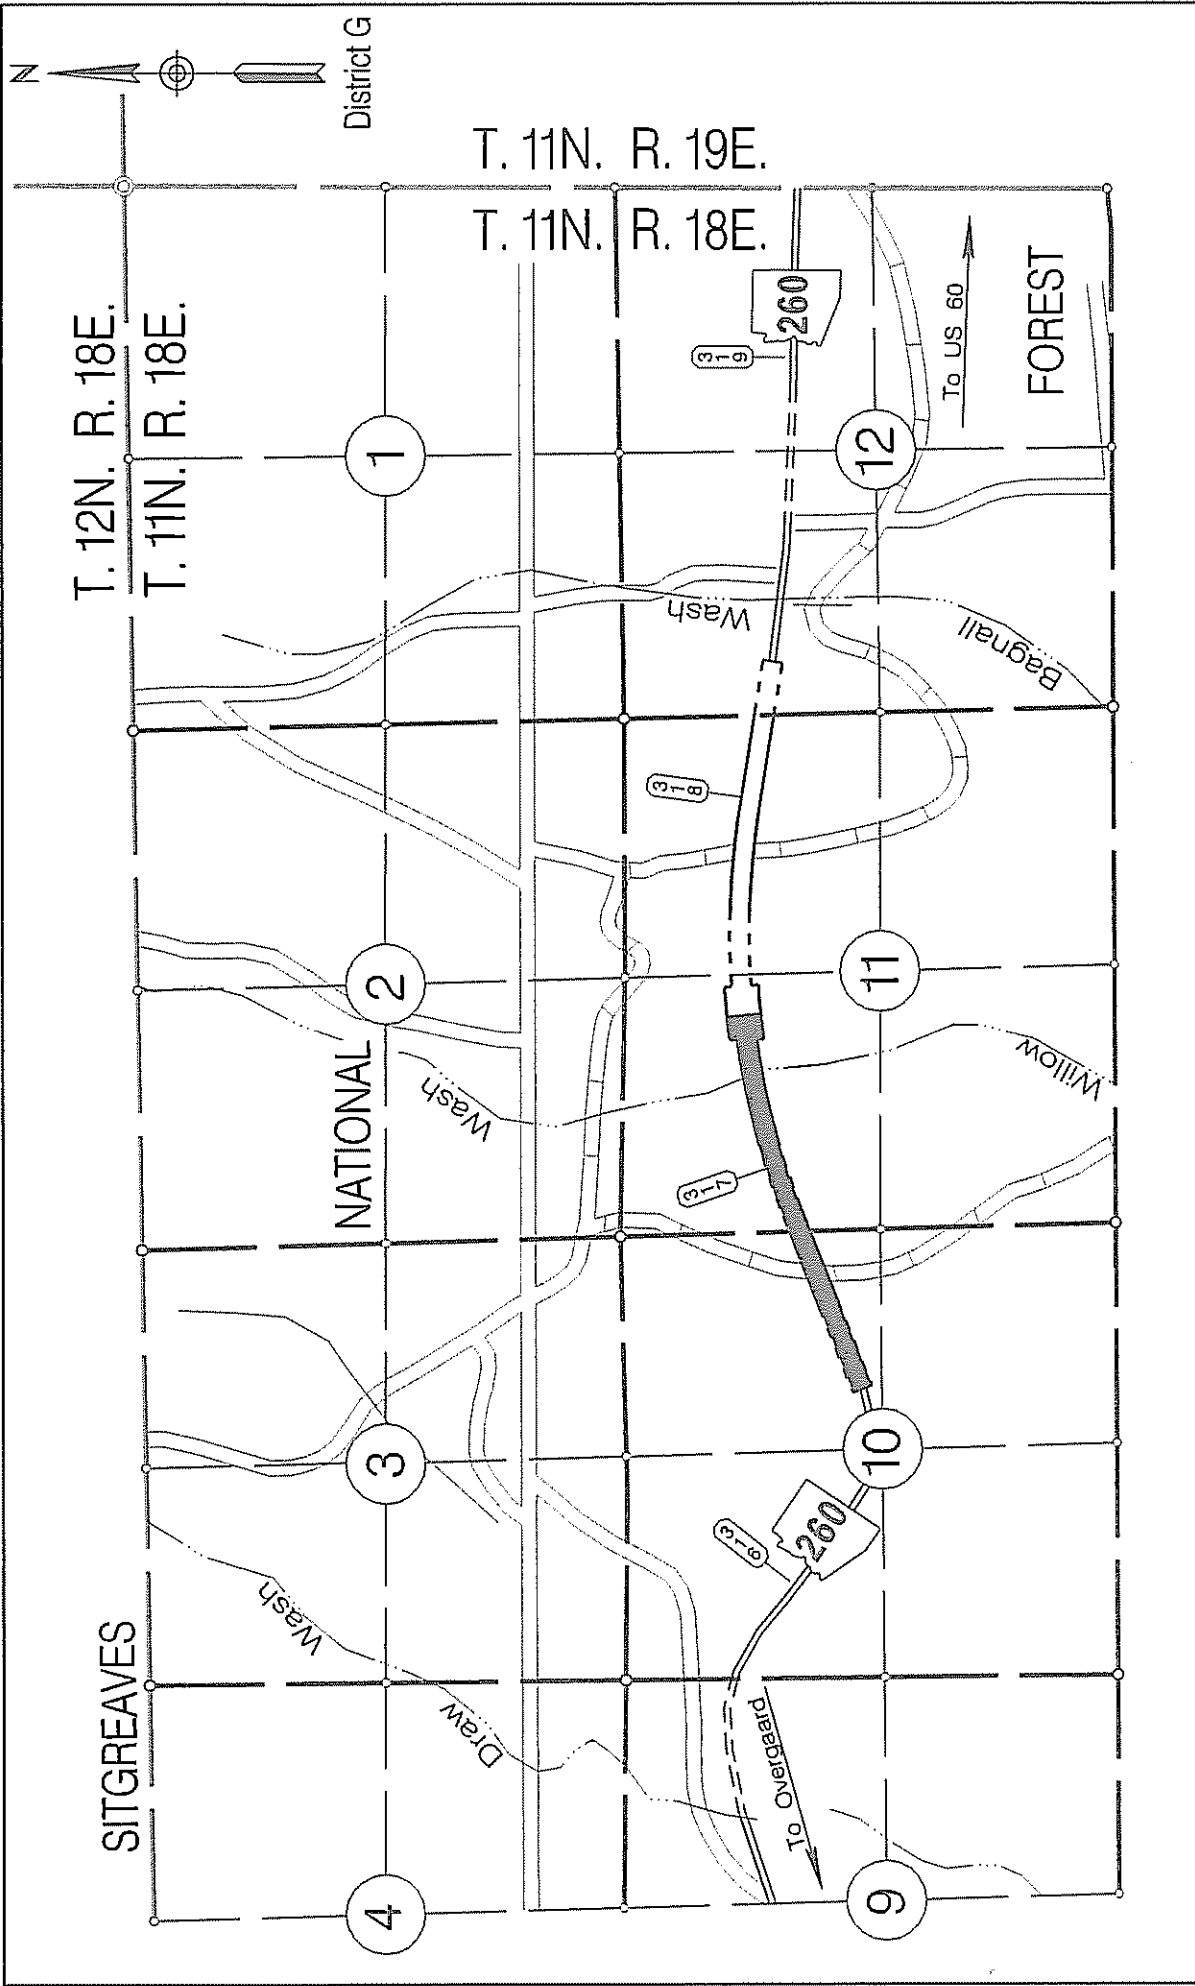 N
District G
T. 12N. R. 18E.
T. 11N. R. 18E.
T. 11N. R. 19E.
T. 11N. R. 18E.
SITGREAVES
NATIONAL
FOREST
4
3
2
1
9
10
11
12
Draw
Wash
Willow
Wash
Bagnall
Wash
316
317
318
319
260
260
To Overgaard
To US 60